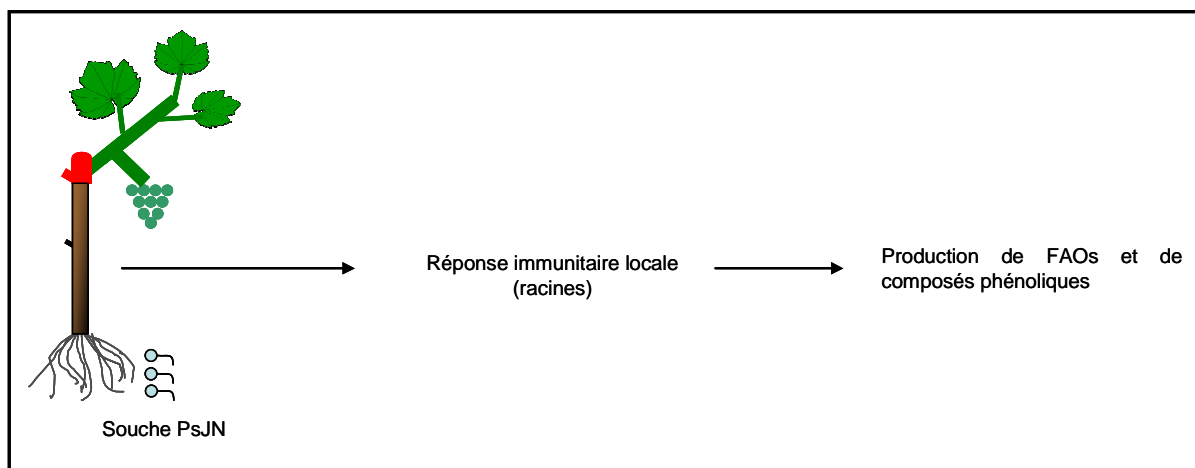 Réponse immunitaire locale
(racines)
Production de FAOs et de
composés phénoliques
Souche PsJN